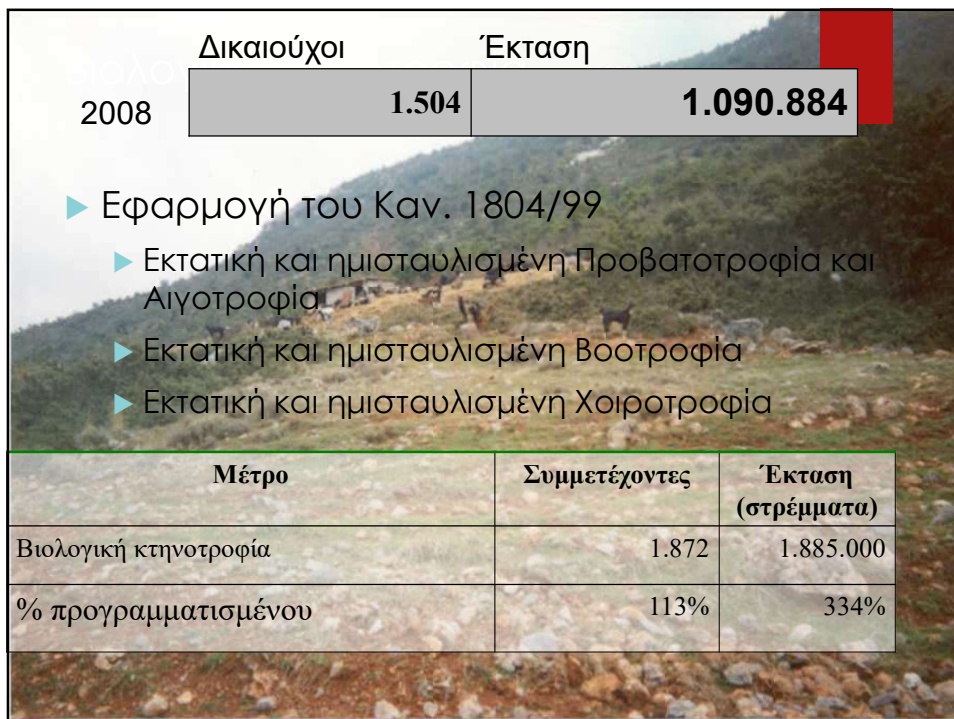 Δικαιούχοι Έκταση
2008 1.504 1.090.884
Εφαρμογή του Καν. 1804/99
Εκτατική και ημισταυλισμένη Προβατοτροφία και
Αιγοτροφία
Εκτατική και ημισταυλισμένη Βοοτροφία
Εκτατική και ημισταυλισμένη Χοιροτροφία
Μέτρο Συμμετέχοντες Έκταση
(στρέμματα)
Βιολογική κτηνοτροφία 1.872 1.885.000
% προγραμματισμένου 113% 334%